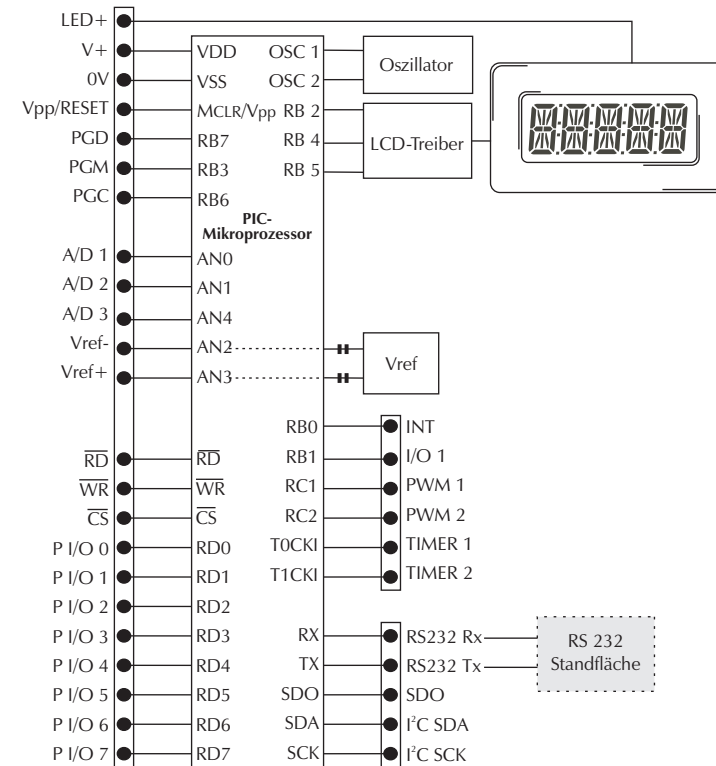 LED+
V+ VDD OSC 1 Oszillator
0V VSS OSC 2
Vpp/RESET MCLR/Vpp RB 2
PGD RB7 RB 4 LCD-Treiber
PGM RB3 RB 5
PGC RB6
PIC-
Mikroprozessor
A/D 1 AN0
A/D 2 AN1
A/D 3 AN4
Vref- AN2 Vref
Vref+ AN3
RB0 INT
RD RD RB1 I/O 1
WR WR RC1 PWM 1
CS CS RC2 PWM 2
P I/O 0 RD0 T0CKI TIMER 1
P I/O 1 RD1 T1CKI TIMER 2
P I/O 2 RD2
P I/O 3 RD3 RX RS232 Rx RS 232
P I/O 4 RD4 TX RS232 Tx Standfläche
P I/O 5 RD5 SDO SDO
P I/O 6 RD6 SDA I²C SDA
P I/O 7 RD7 SCK I²C SCK